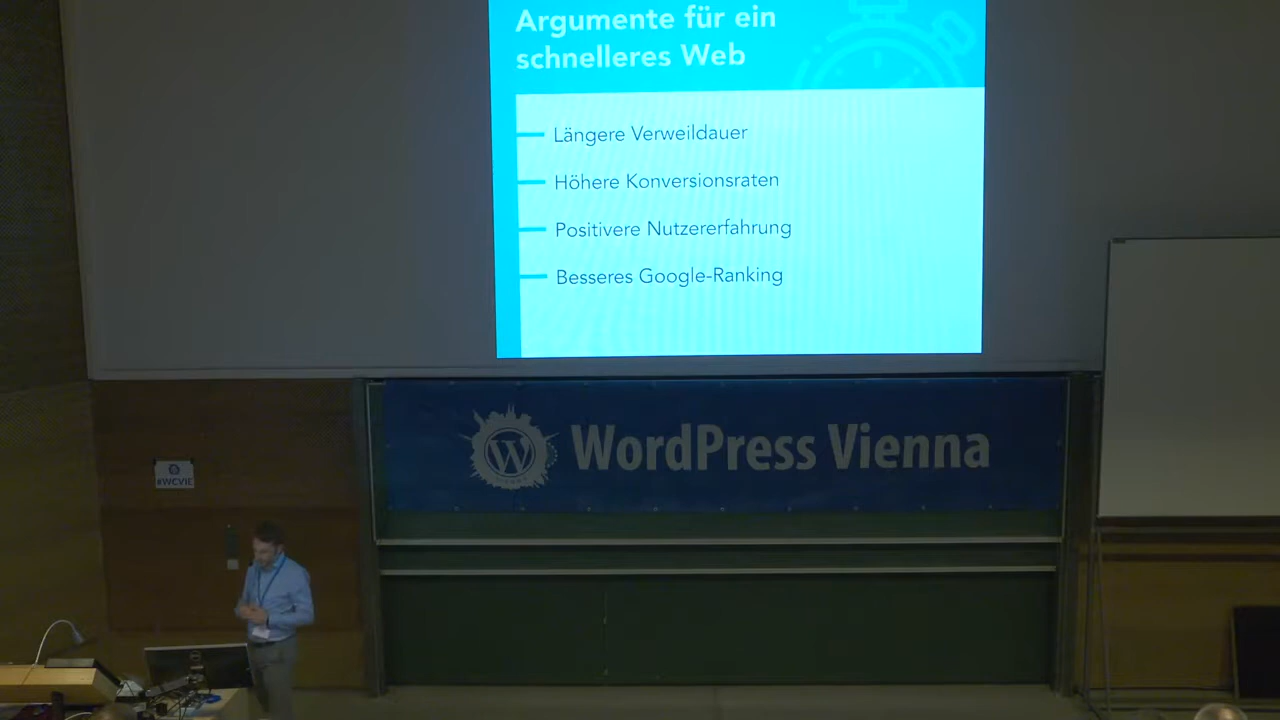 Argumente für ein
schnelleres Web
Längere Verweildauer
Höhere Konversionsraten
Positivere Nutzererfahrung
Besseres Google-Ranking
WordPress Vienna
#WCVIE